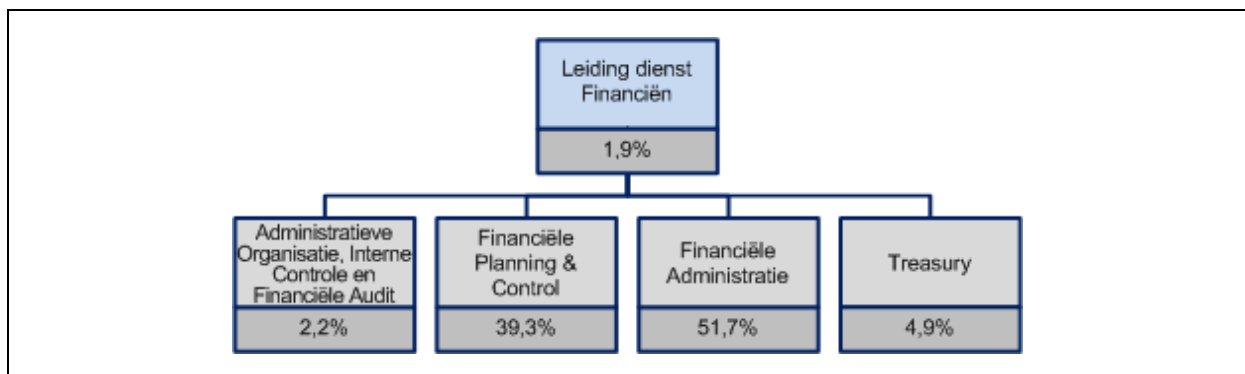 Leiding dienst
Financiën
1,9%
Administratieve
Organisatie, Interne
Controle en
Financiële Audit
2,2%
Financiële
Planning &
Control
39,3%
Financiële
Administratie
51,7%
Treasury
4,9%